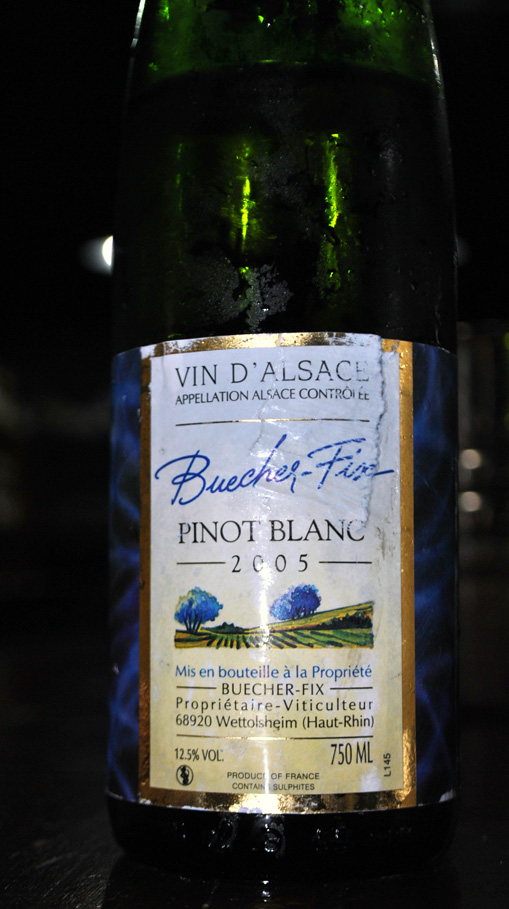 VIN D'ALSACE
APPELLATION ALSACE CONTRÔLÉE
Buecher-Fix
PINOT BLANC
2005
Mis en bouteille à la Propriété
BUECHER-FIX
Propriétaire-Viticulteur
68920 Wettolsheim (Haut-Rhin)
12.5% VOL.
750 ML
L145
PRODUCT OF FRANCE
CONTAINS SULPHITES